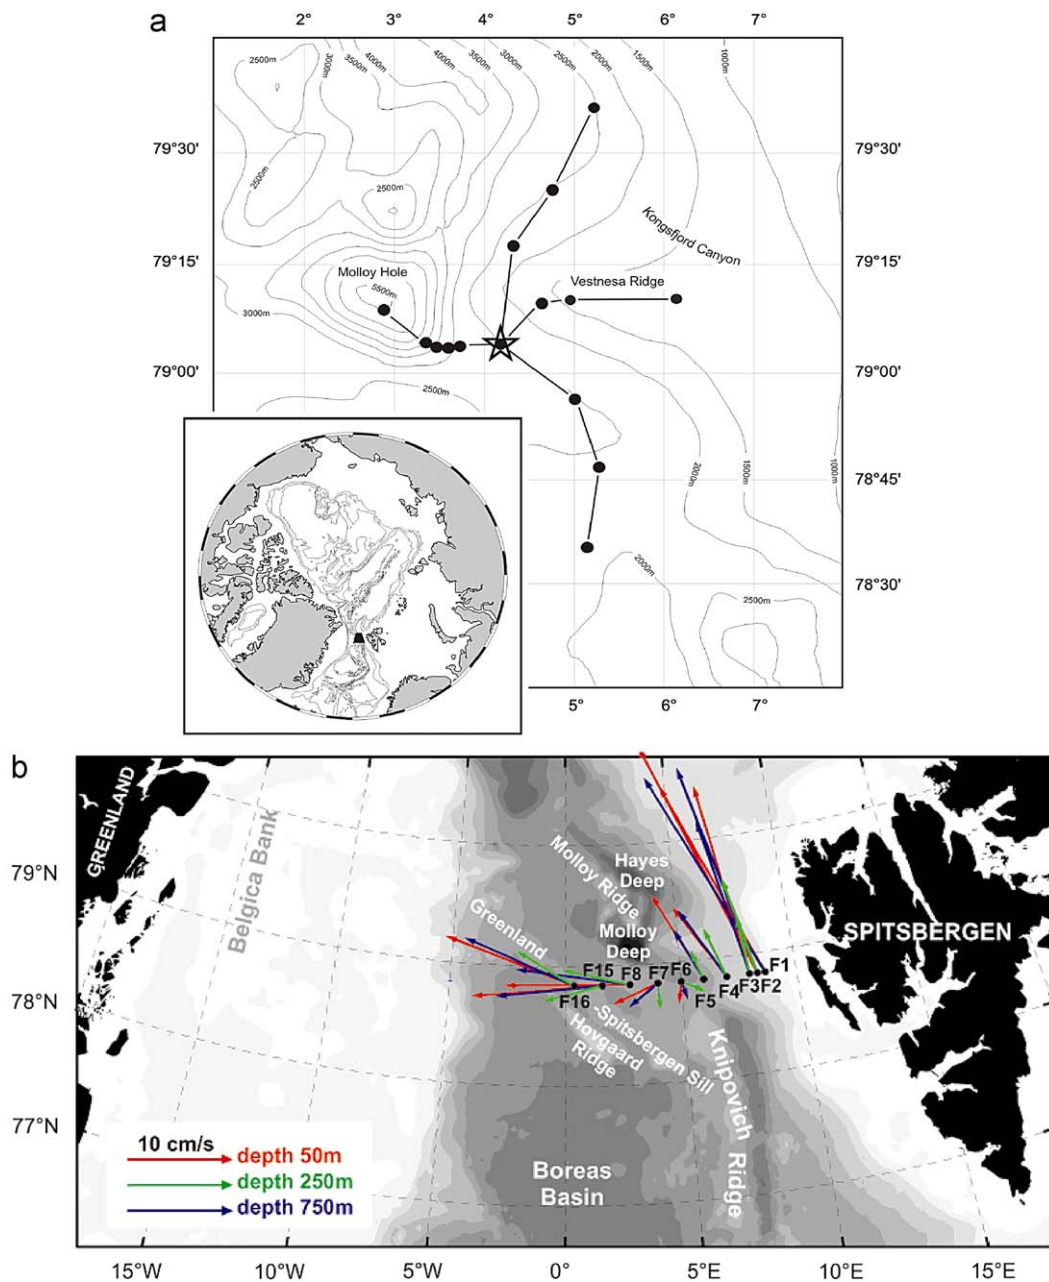 a
2° 3° 4° 5° 6° 7°
2500m
3000m
3500m
4000m
4000m
3500m
3000m
2500m
2000m
1500m
1000m
79°30'
79°30'
2500m
2500m
Kongsfjord Canyon
79°15'
79°15'
Molloy Hole
Vestnesa Ridge
5500m
3000m
79°00'
79°00'
2500m
2000m
1500m
1000m
78°45'
78°45'
2000m
2500m
78°30'
5° 6° 7°
b
GREENLAND
Belgica Bank
79°N
Hayes
Deep
Molloy Ridge
Molloy
Deep
Greenland
SPITSBERGEN
F16 F15 F8 F7 F6 F5 F4 F3 F2 F1
78°N
-Spitsbergen Sill
Hovgaard
Ridge
Knipovich Ridge
77°N
10 cm/s
depth 50m
depth 250m
depth 750m
Boreas
Basin
15°W 10°W 5°W 0°E 5°E 10°E 15°E